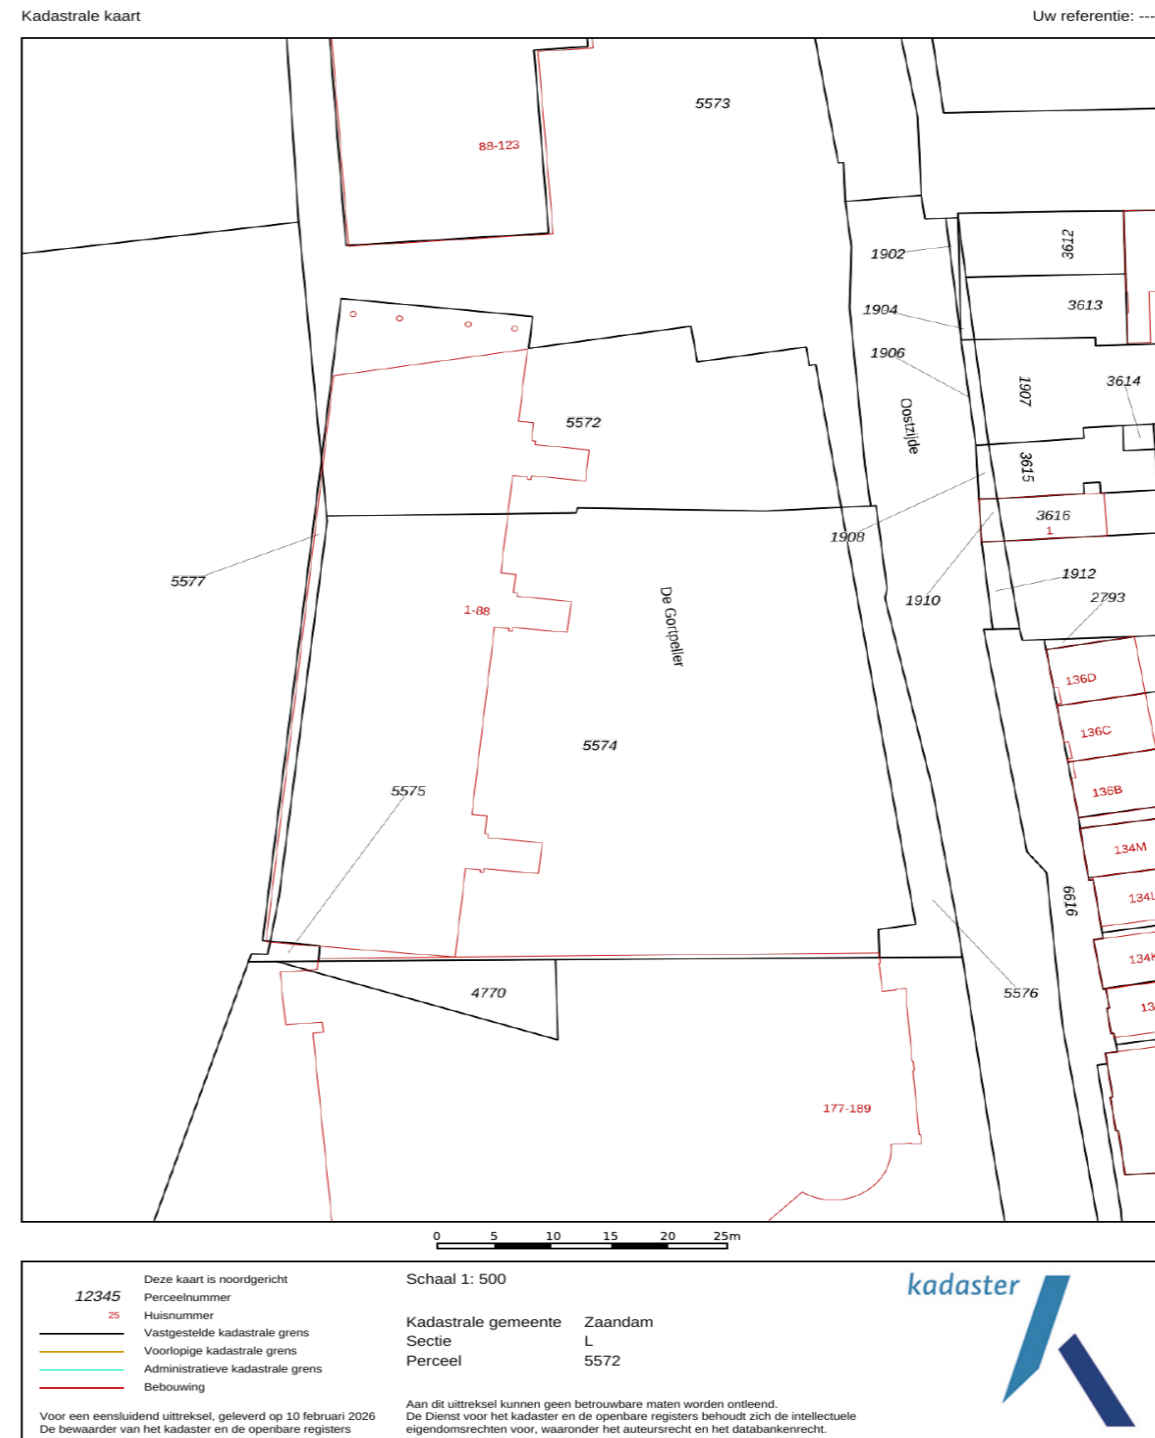 Kadastrale kaart
Uw referentie: ---
5573
88-123
3612
1902
3613
1904
1906
3614
1907
Oostzijde
5572
3615
3616
1
1908
5577
1912
1910
2793
1-88
De Gortpeller
136D
136C
5574
5575
136B
134M
134L
6616
134K
4770
5576
13
177-189
0 5 10 15 20 25m
Deze kaart is noordgericht
12345 Perceelnummer
25 Huisnummer
Vastgestelde kadastrale grens
Voorlopige kadastrale grens
Administratieve kadastrale grens
Bebouwing
Voor een eensluidend uittreksel, geleverd op 10 februari 2026
De bewaarder van het kadaster en de openbare registers
Schaal 1: 500
Kadastrale gemeente Zaandam
Sectie L
Perceel 5572
Aan dit uittreksel kunnen geen betrouwbare maten worden ontleend.
De Dienst voor het kadaster en de openbare registers behoudt zich de intellectuele
eigendomsrechten voor, waaronder het auteursrecht en het databankenrecht.
kadaster